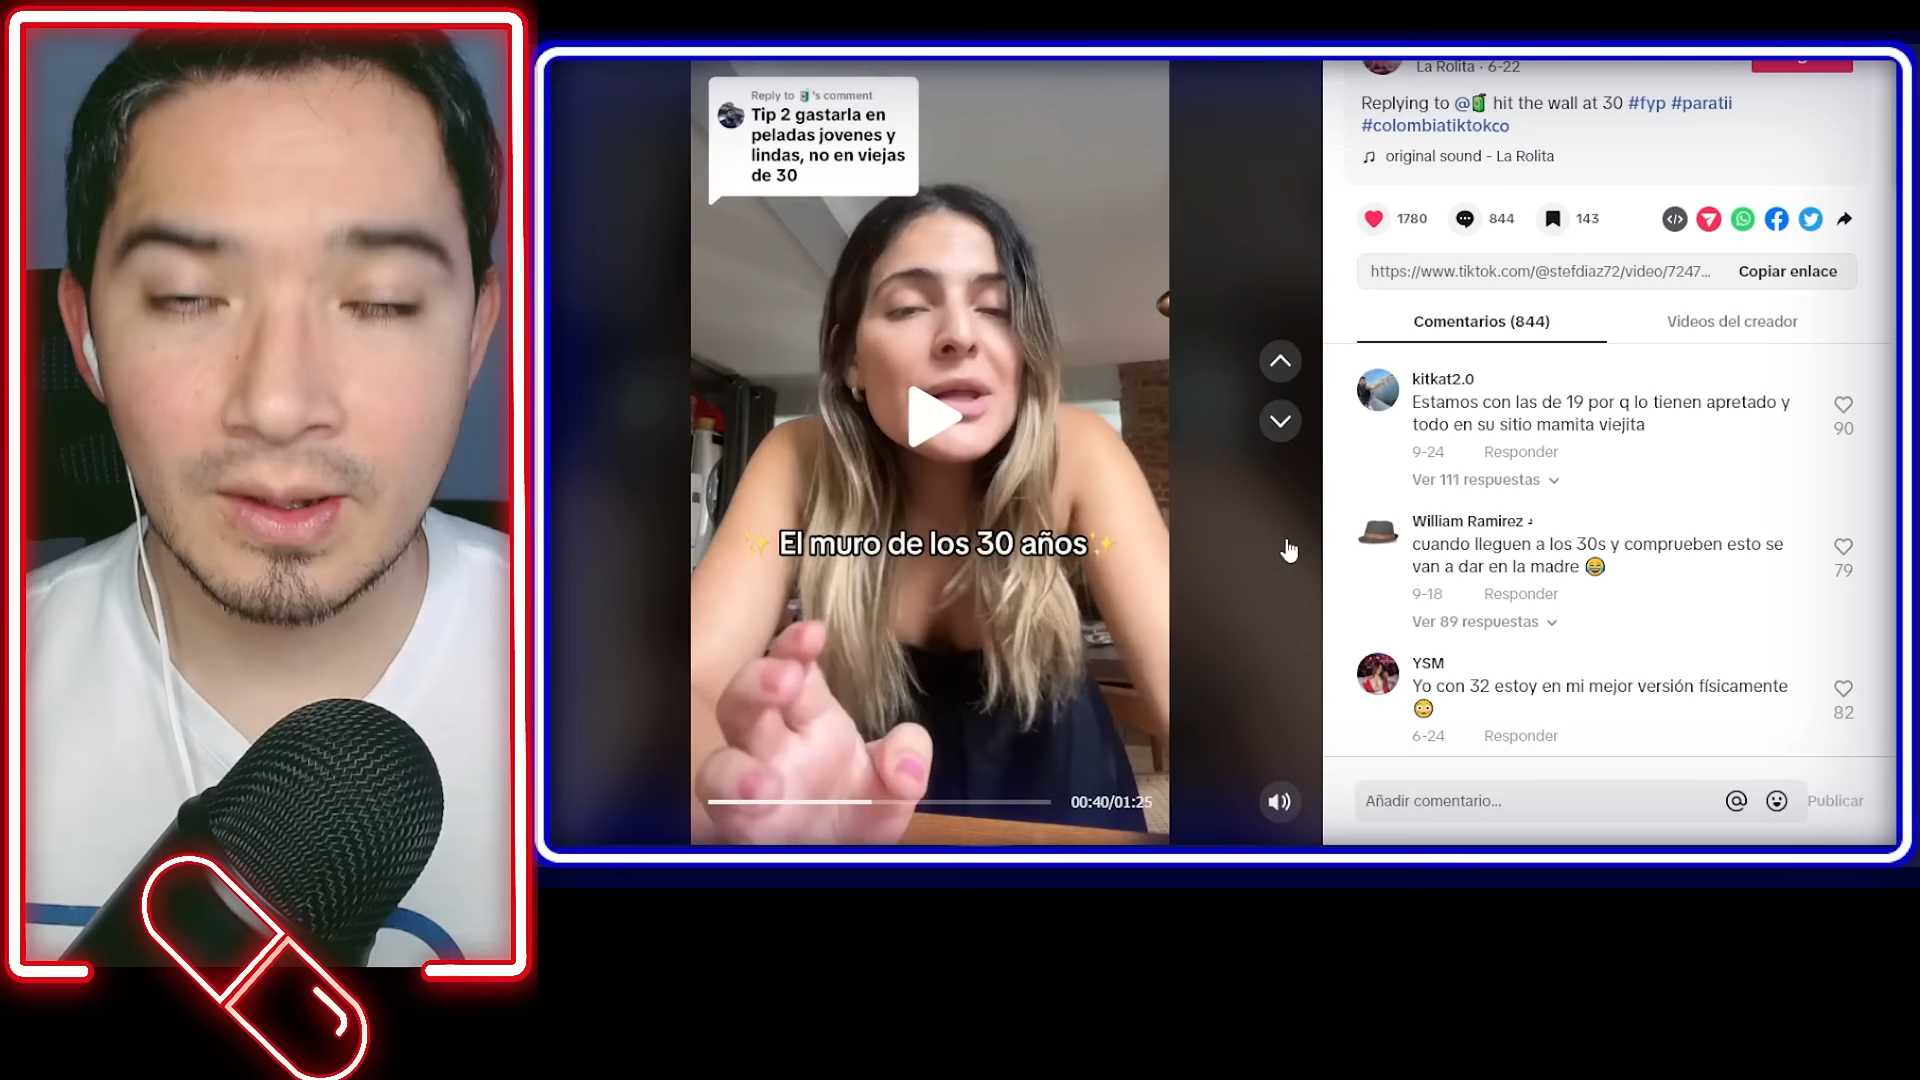 Reply to 🧃's comment
Tip 2 gastarla en
peladas jovenes y
lindas, no en viejas
de 30
✨ El muro de los 30 años ✨
00:40/01:25
La Rolita · 6-22
Replying to @🧃 hit the wall at 30 #fyp #paratii
#colombiatiktokco
original sound - La Rolita
1780
844
143
https://www.tiktok.com/@stefdiaz72/video/7247...
Copiar enlace
Comentarios (844)
Videos del creador
kitkat2.0
Estamos con las de 19 por q lo tienen apretado y
todo en su sitio mamita viejita
90
9-24 Responder
Ver 111 respuestas
William Ramirez
cuando lleguen a los 30s y comprueben esto se
van a dar en la madre 😂
79
9-18 Responder
Ver 89 respuestas
YSM
Yo con 32 estoy en mi mejor versión físicamente
😳
82
6-24 Responder
Añadir comentario...
Publicar